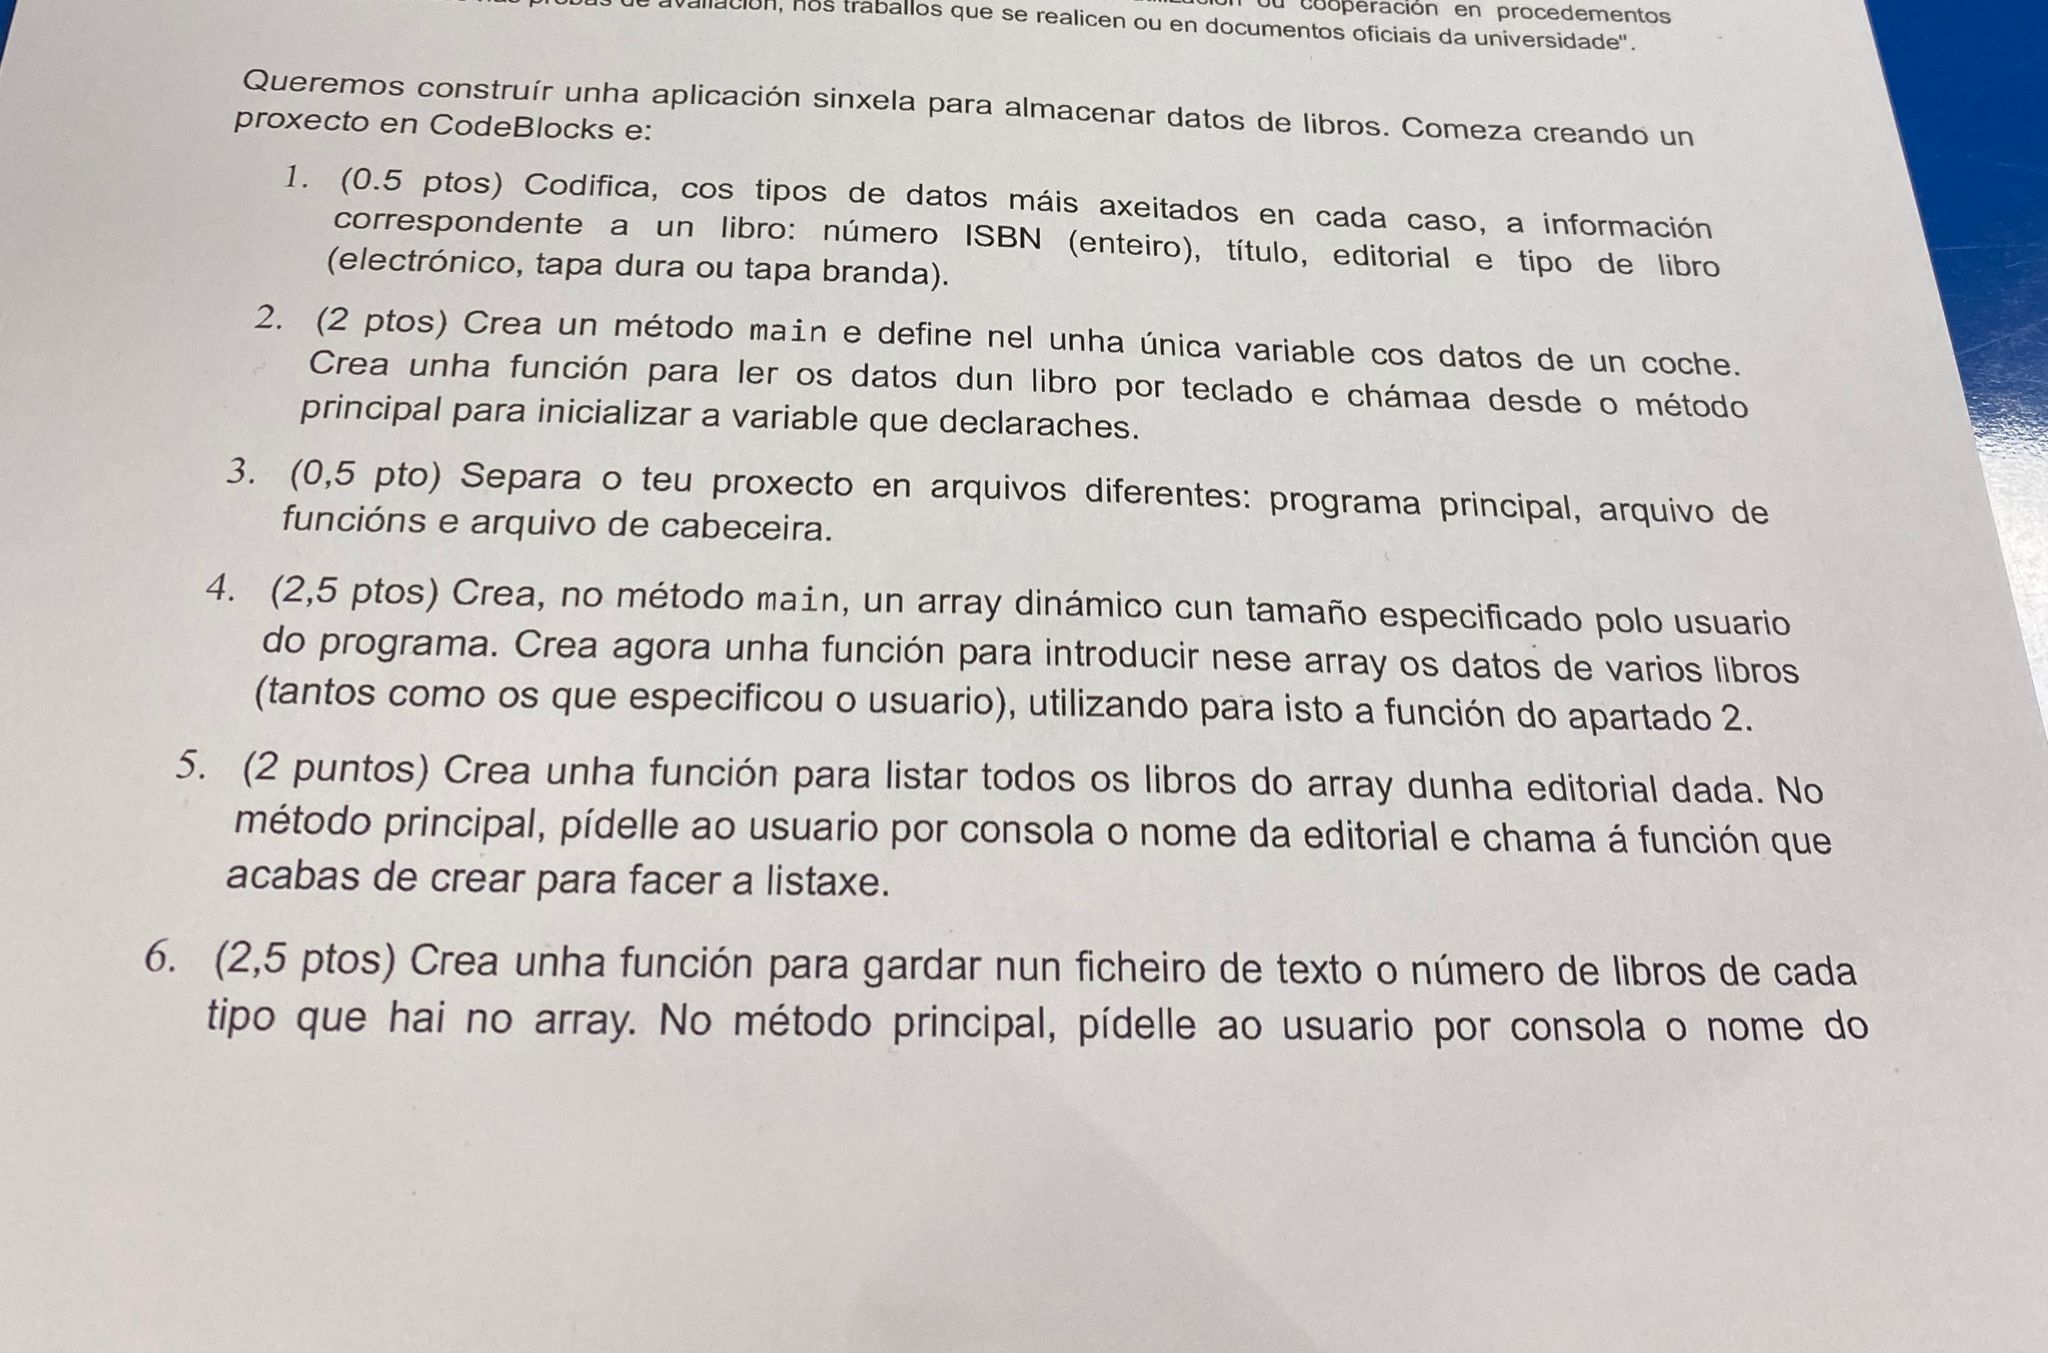 de avaliación, nos traballos que se realicen ou en documentos oficiais da universidade".
ou cooperación en procedementos
Queremos construír unha aplicación sinxela para almacenar datos de libros. Comeza creando un
proxecto en CodeBlocks e:
1. (0.5 ptos) Codifica, cos tipos de datos máis axeitados en cada caso, a información
correspondente a un libro: número ISBN (enteiro), título, editorial e tipo de libro
(electrónico, tapa dura ou tapa branda).
2. (2 ptos) Crea un método main e define nel unha única variable cos datos de un coche.
Crea unha función para ler os datos dun libro por teclado e chámaa desde o método
principal para inicializar a variable que declaraches.
3. (0,5 pto) Separa o teu proxecto en arquivos diferentes: programa principal, arquivo de
funcións e arquivo de cabeceira.
4. (2,5 ptos) Crea, no método main, un array dinámico cun tamaño especificado polo usuario
do programa. Crea agora unha función para introducir nese array os datos de varios libros
(tantos como os que especificou o usuario), utilizando para isto a función do apartado 2.
5. (2 puntos) Crea unha función para listar todos os libros do array dunha editorial dada. No
método principal, pídelle ao usuario por consola o nome da editorial e chama á función que
acabas de crear para facer a listaxe.
6. (2,5 ptos) Crea unha función para gardar nun ficheiro de texto o número de libros de cada
tipo que hai no array. No método principal, pídelle ao usuario por consola o nome do